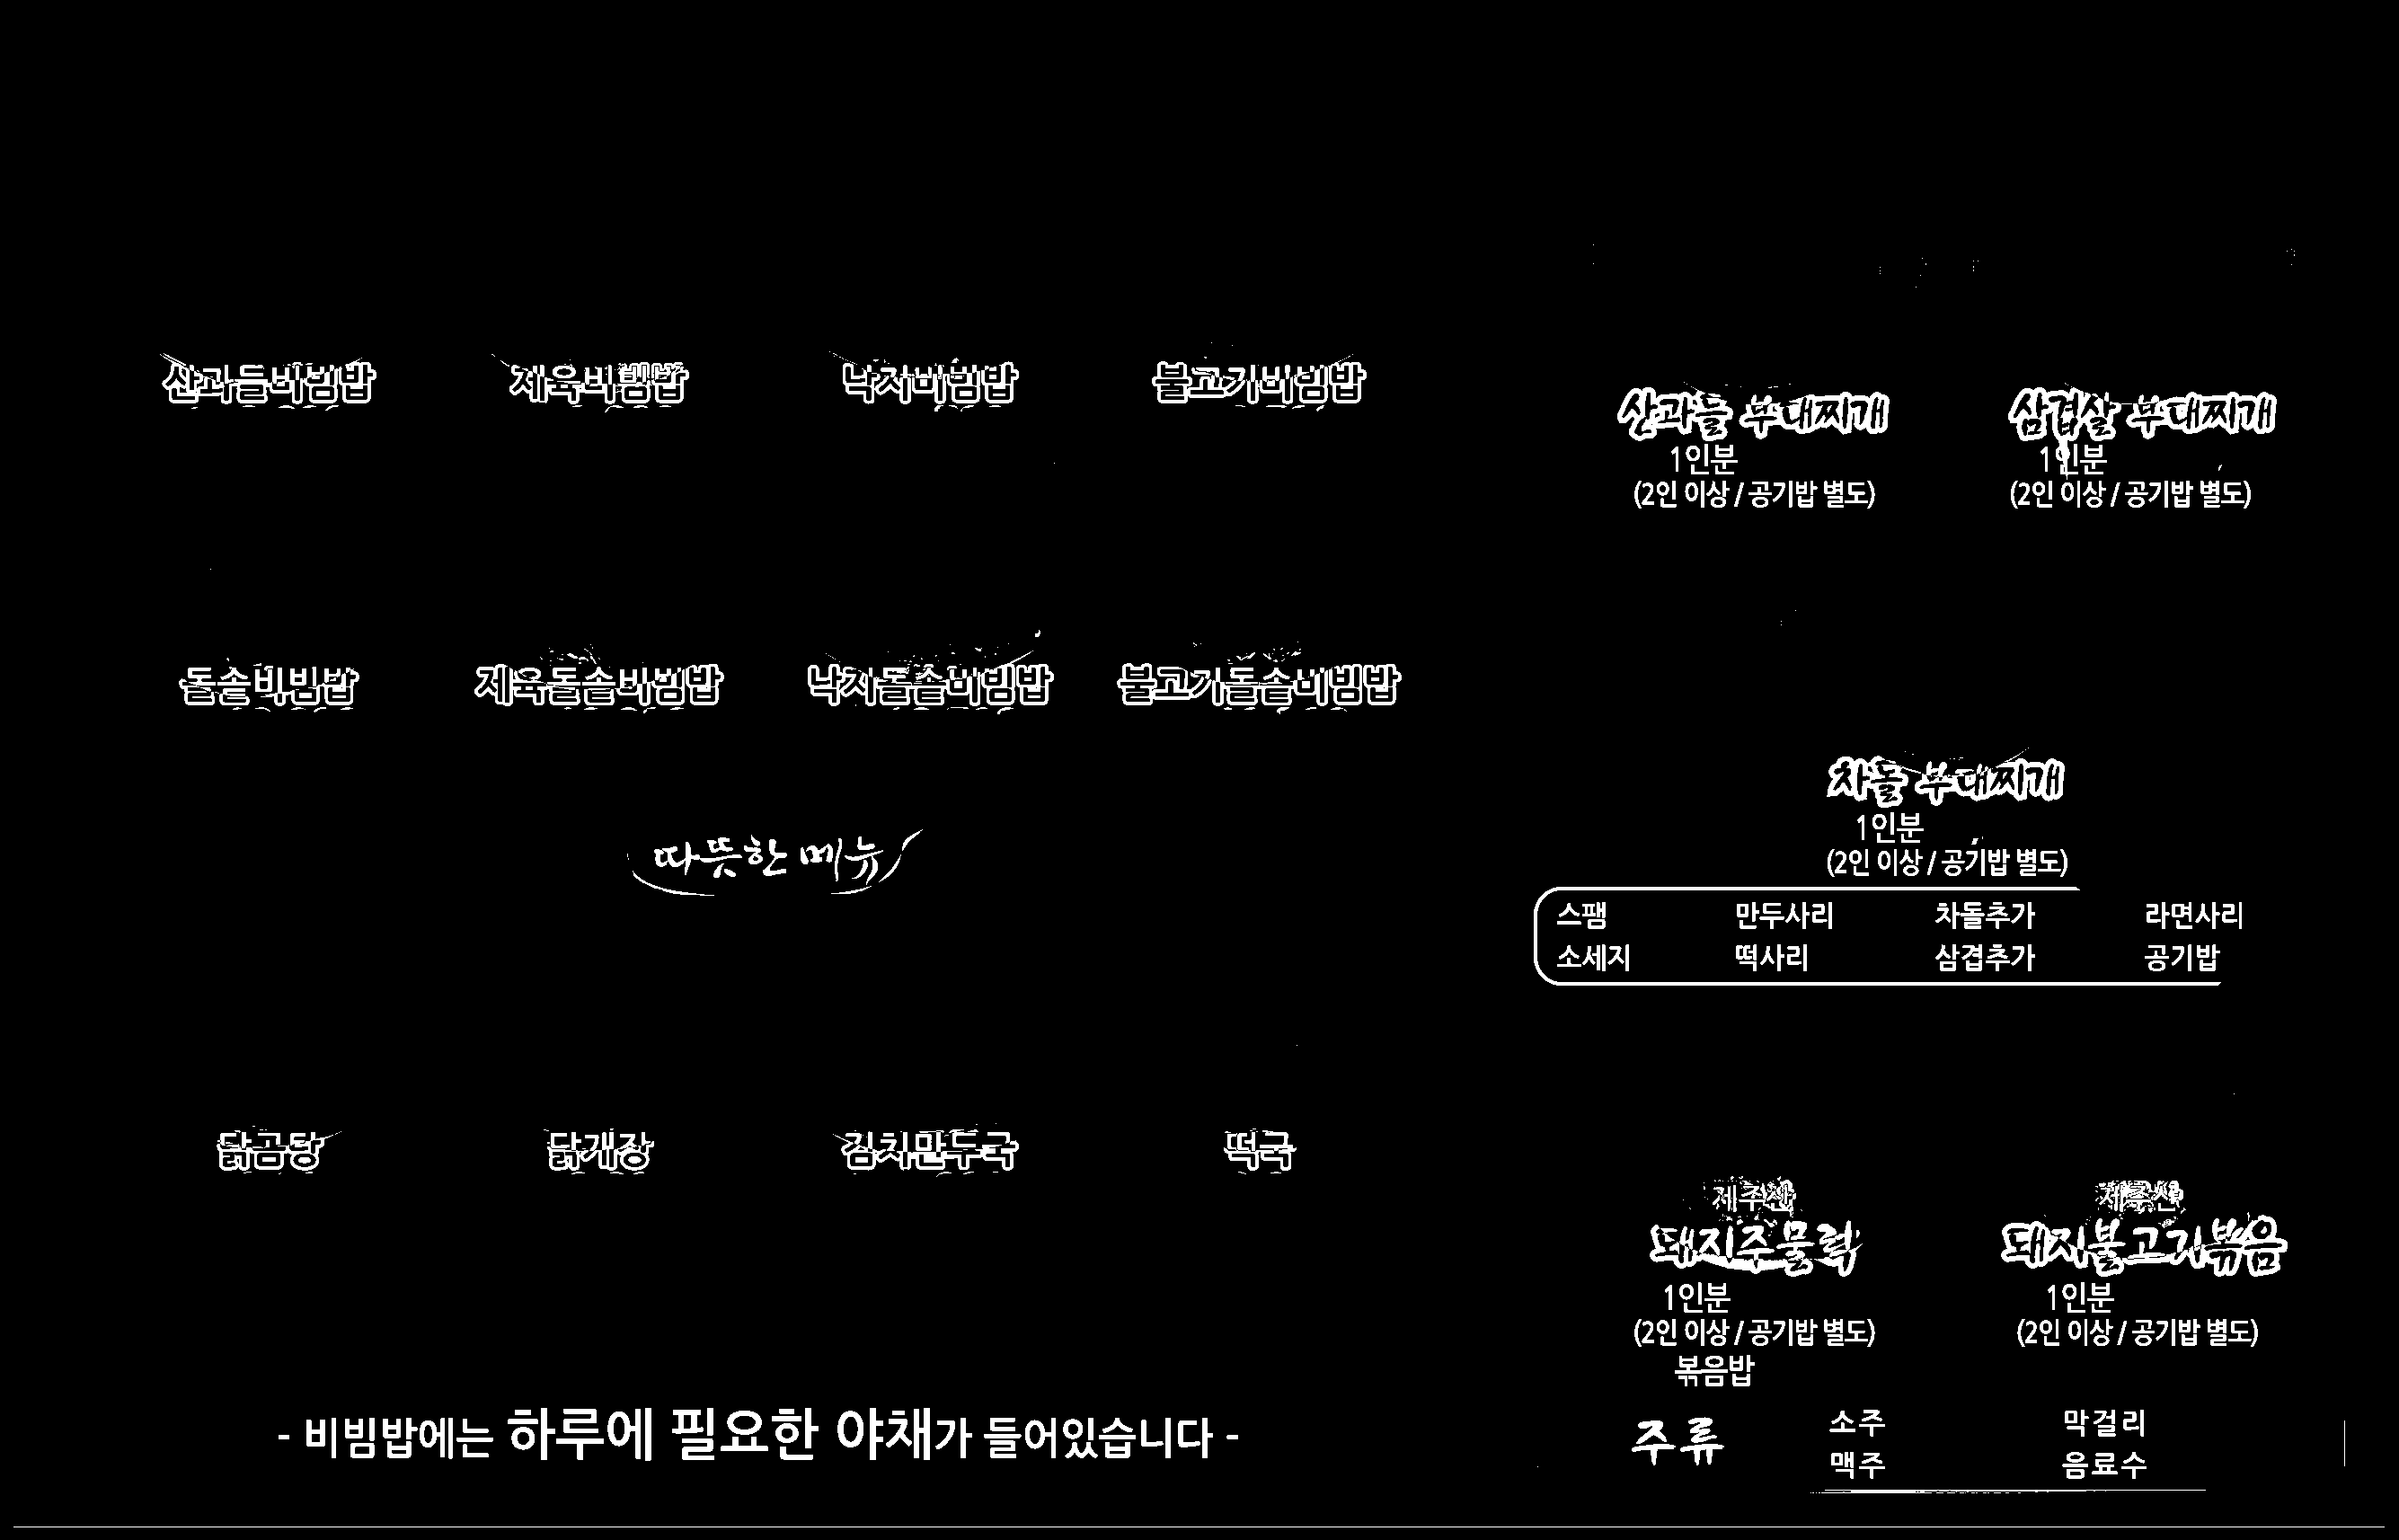 산과들비빔밥 제육비빔밥 낙지비빔밥 불고기비빔밥
돌솥비빔밥 제육돌솥비빔밥 낙지돌솥비빔밥 불고기돌솥비빔밥
따뜻한 메뉴
닭곰탕 닭개장 김치만두국 떡국
- 비빔밥에는 하루에 필요한 야채가 들어있습니다 -
산과들 부대찌개 삼겹살 부대찌개
1인분 1인분
(2인 이상 / 공기밥 별도) (2인 이상 / 공기밥 별도)
차돌 부대찌개
1인분
(2인 이상 / 공기밥 별도)
스팸 만두사리 차돌추가 라면사리
소세지 떡사리 삼겹추가 공기밥
제주산 제주산
돼지주물럭 돼지불고기볶음
1인분 1인분
(2인 이상 / 공기밥 별도) (2인 이상 / 공기밥 별도)
볶음밥
주류 소주 막걸리
맥주 음료수